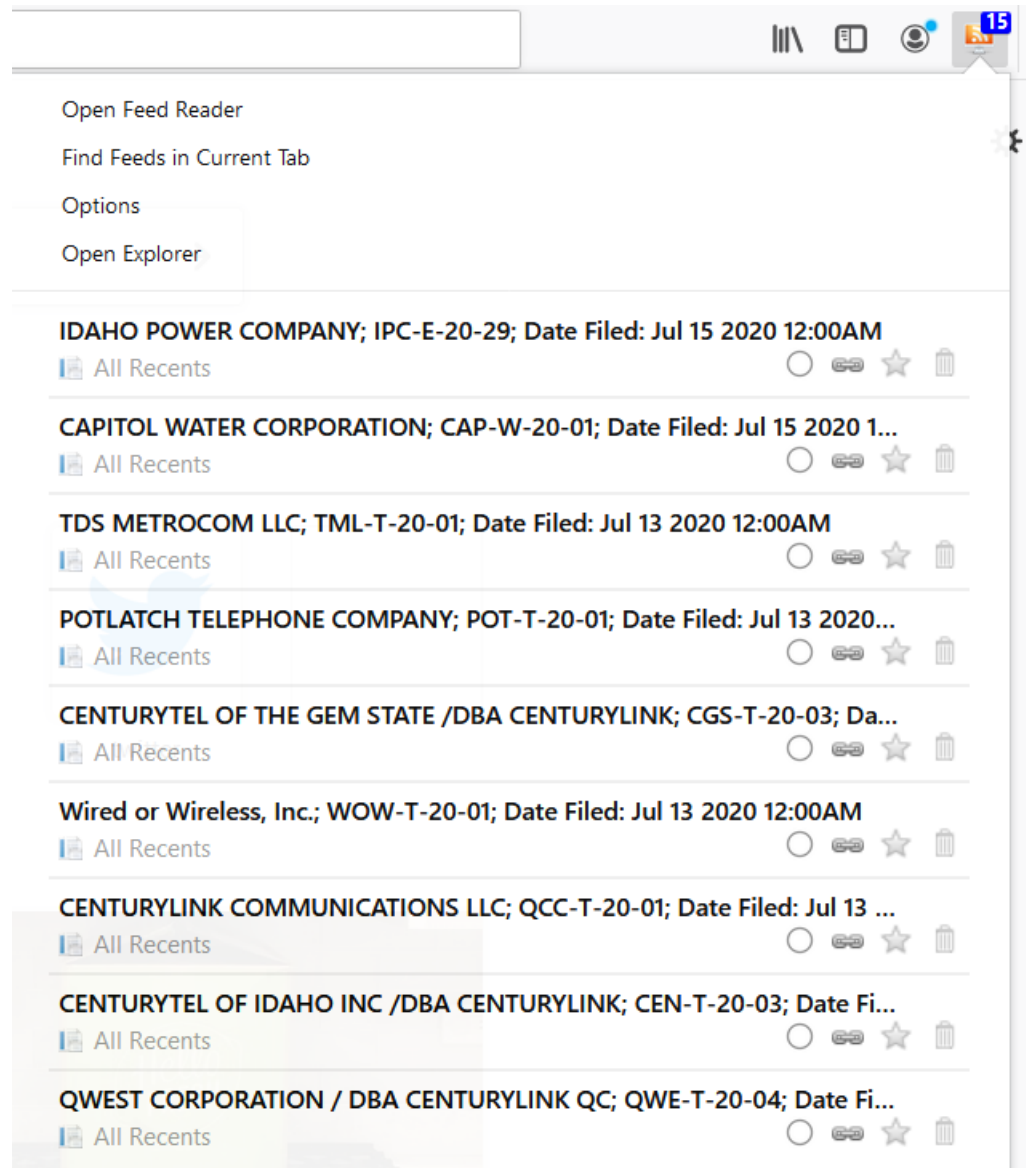 15
Open Feed Reader
Find Feeds in Current Tab
Options
Open Explorer
IDAHO POWER COMPANY; IPC-E-20-29; Date Filed: Jul 15 2020 12:00AM
All Recents
CAPITOL WATER CORPORATION; CAP-W-20-01; Date Filed: Jul 15 2020 1...
All Recents
TDS METROCOM LLC; TML-T-20-01; Date Filed: Jul 13 2020 12:00AM
All Recents
POTLATCH TELEPHONE COMPANY; POT-T-20-01; Date Filed: Jul 13 2020...
All Recents
CENTURYTEL OF THE GEM STATE /DBA CENTURYLINK; CGS-T-20-03; Da...
All Recents
Wired or Wireless, Inc.; WOW-T-20-01; Date Filed: Jul 13 2020 12:00AM
All Recents
CENTURYLINK COMMUNICATIONS LLC; QCC-T-20-01; Date Filed: Jul 13 ...
All Recents
CENTURYTEL OF IDAHO INC /DBA CENTURYLINK; CEN-T-20-03; Date Fi...
All Recents
QWEST CORPORATION / DBA CENTURYLINK QC; QWE-T-20-04; Date Fi...
All Recents